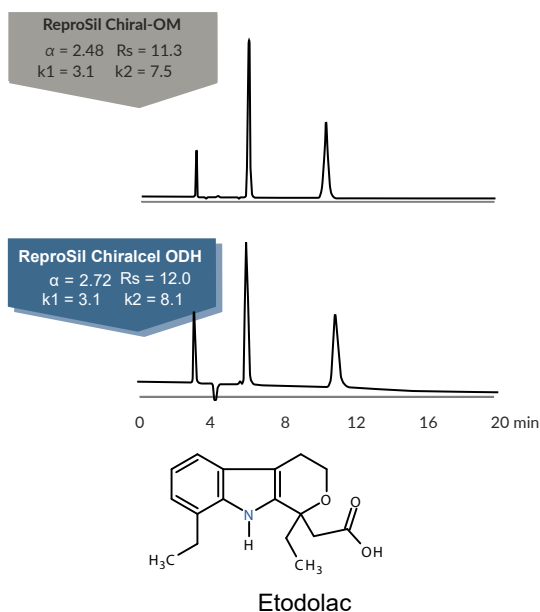 ReproSil Chiral-OM
α = 2.48 Rs = 11.3
k1 = 3.1 k2 = 7.5
ReproSil Chiralcel ODH
α = 2.72 Rs = 12.0
k1 = 3.1 k2 = 8.1
0 4 8 12 16 20 min
O
O
N
H
OH
H₃C
CH₃
Etodolac